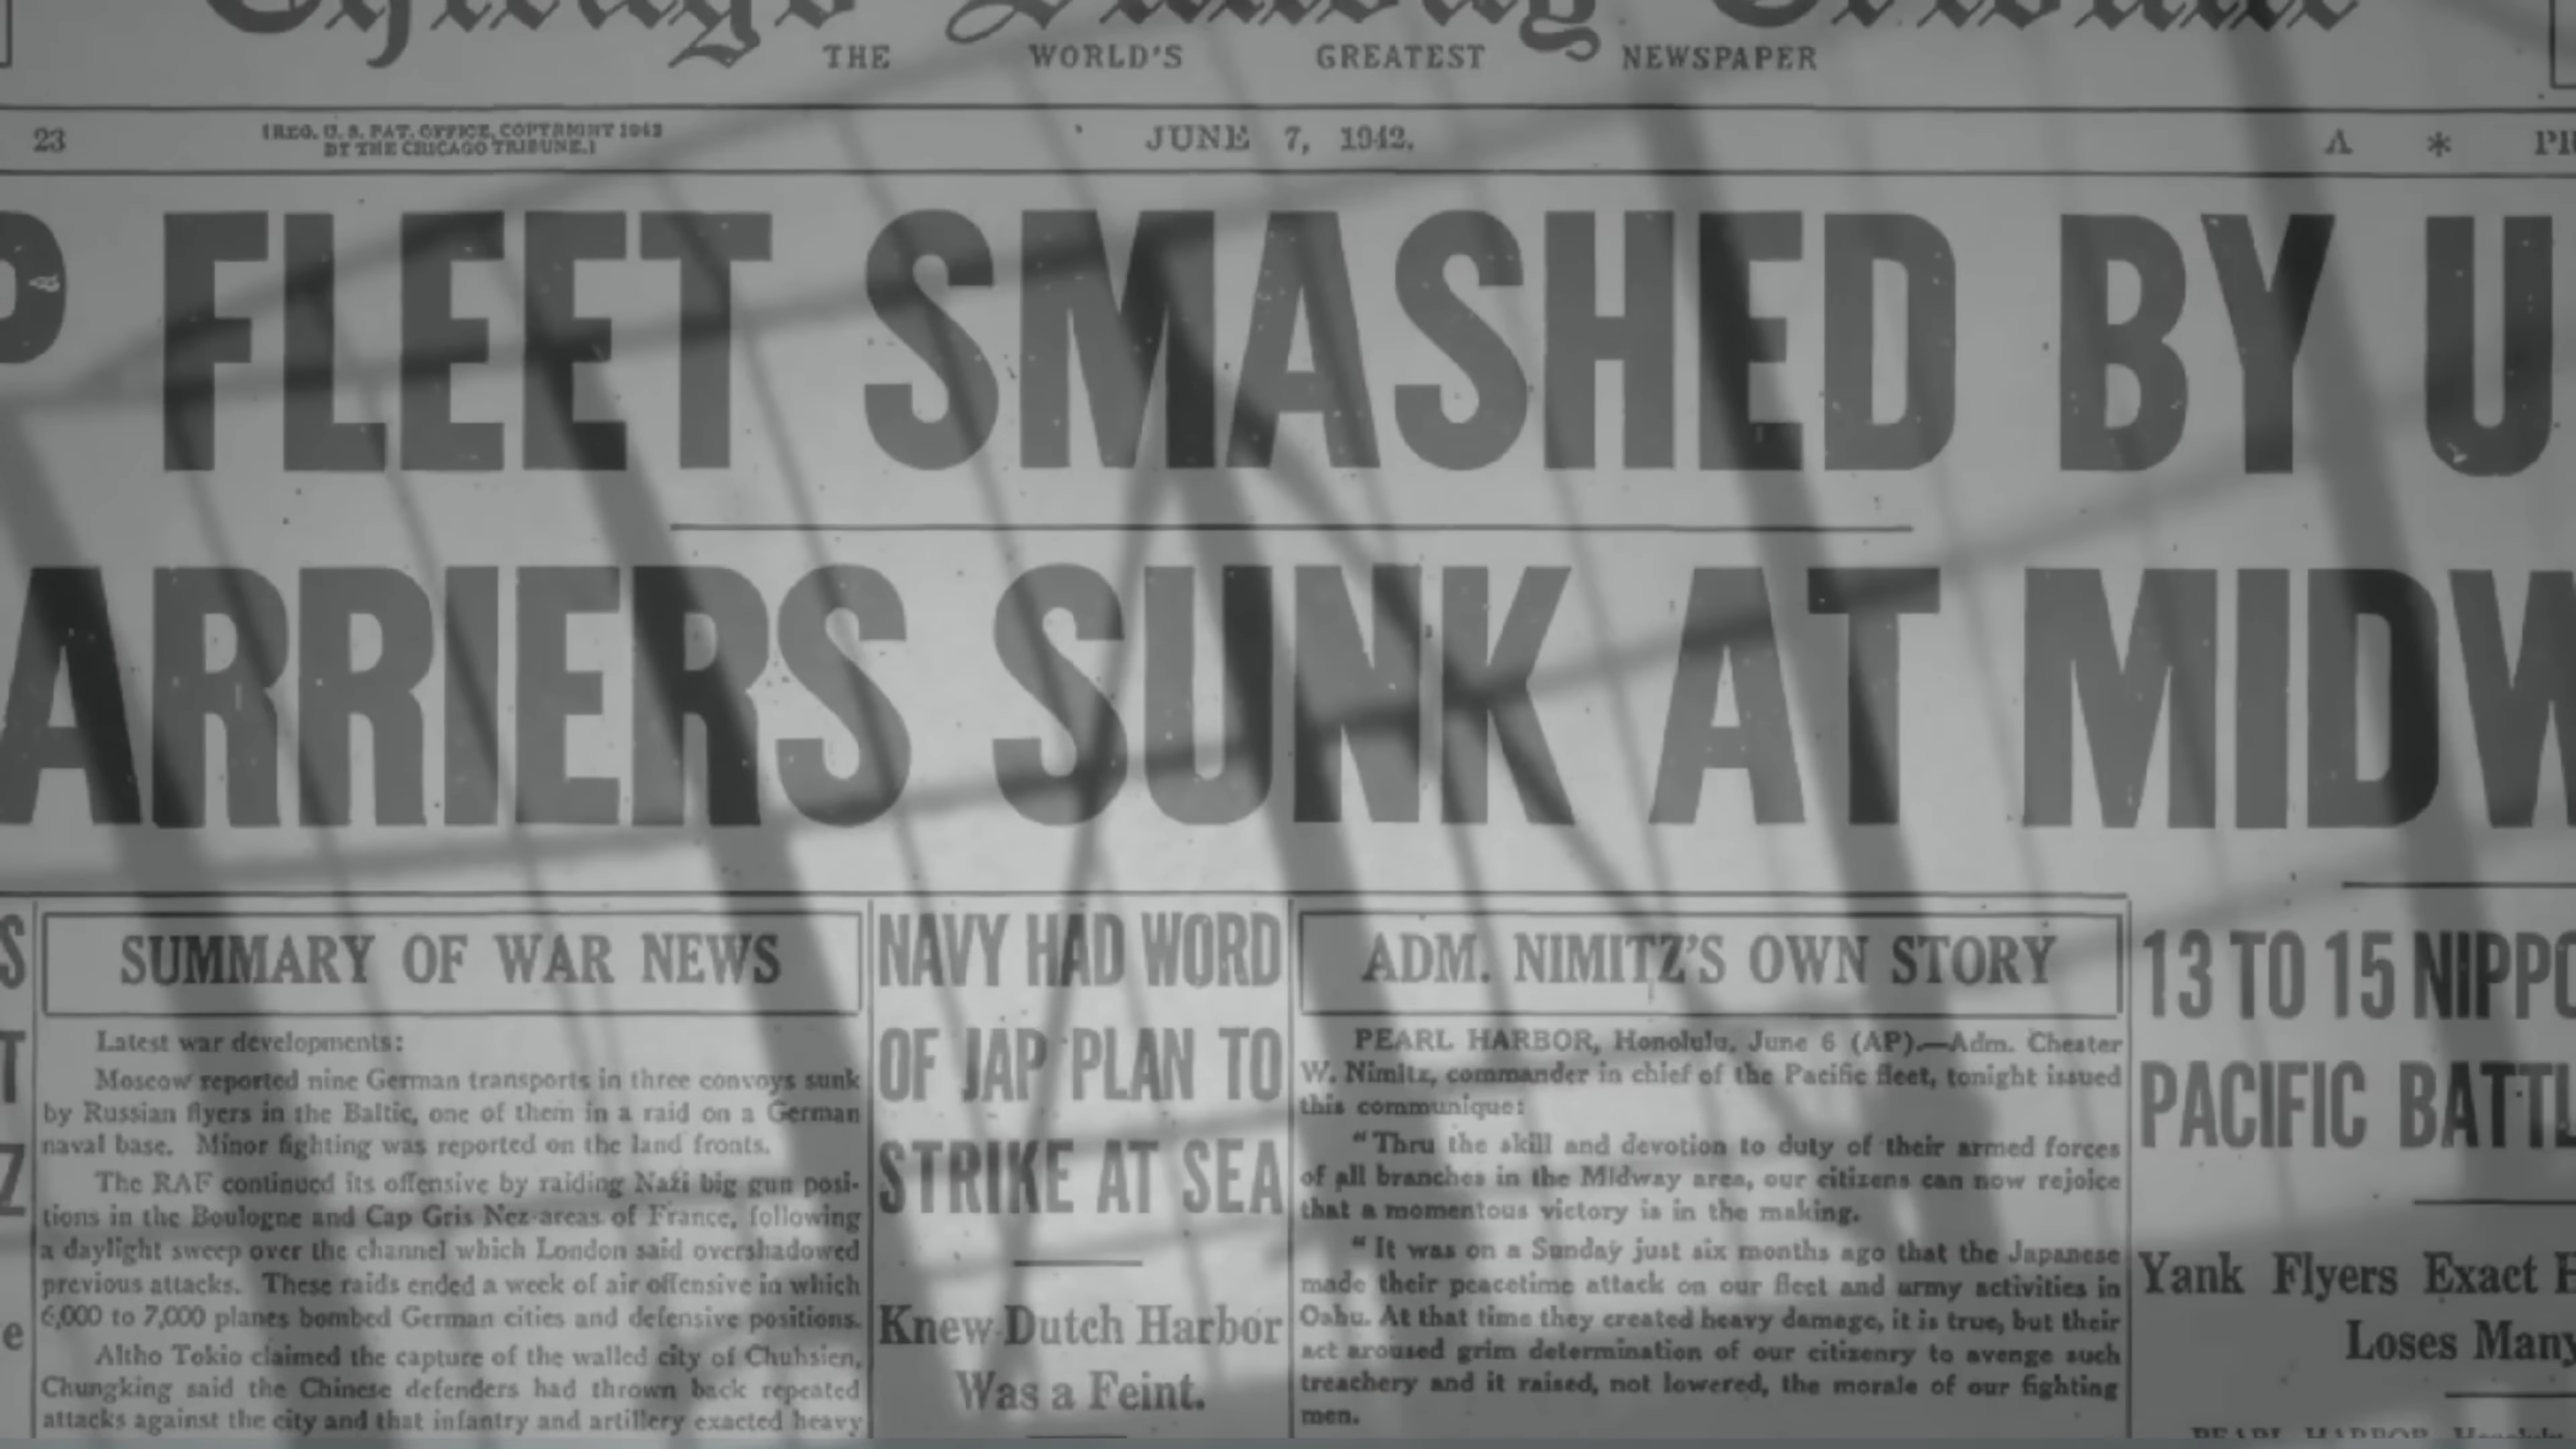 Chicago Sunday Tribune
THE WORLD'S GREATEST NEWSPAPER
23
[REG. U. S. PAT. OFFICE, COPYRIGHT 1942
BY THE CHICAGO TRIBUNE.]
JUNE 7, 1942.
A *
P FLEET SMASHED BY U
ARRIERS SUNK AT MIDW
S
T
Z
e
SUMMARY OF WAR NEWS
Latest war developments:
Moscow reported nine German transports in three convoys sunk
by Russian flyers in the Baltic, one of them in a raid on a German
naval base. Minor fighting was reported on the land fronts.
The RAF continued its offensive by raiding Nazi big gun posi-
tions in the Boulogne and Cap Gris Nez areas of France, following
a daylight sweep over the channel which London said overshadowed
previous attacks. These raids ended a week of air offensive in which
6,000 to 7,000 planes bombed German cities and defensive positions.
Altho Tokio claimed the capture of the walled city of Chuhsien,
Chungking said the Chinese defenders had thrown back repeated
attacks against the city and that infantry and artillery exacted heavy
NAVY HAD WORD
OF JAP PLAN TO
STRIKE AT SEA
Knew Dutch Harbor
Was a Feint.
ADM. NIMITZ'S OWN STORY
PEARL HARBOR, Honolulu, June 6 (AP).—Adm. Chester
W. Nimitz, commander in chief of the Pacific fleet, tonight issued
this communique:
"Thru the skill and devotion to duty of their armed forces
of all branches in the Midway area, our citizens can now rejoice
that a momentous victory is in the making.
"It was on a Sunday just six months ago that the Japanese
made their peacetime attack on our fleet and army activities in
Oahu. At that time they created heavy damage, it is true, but their
act aroused grim determination of our citizenry to avenge such
treachery and it raised, not lowered, the morale of our fighting
men.
13 TO 15 NIPPO
PACIFIC BATTL
Yank Flyers Exact
Loses Many
PEARL HARBOR, Honolulu